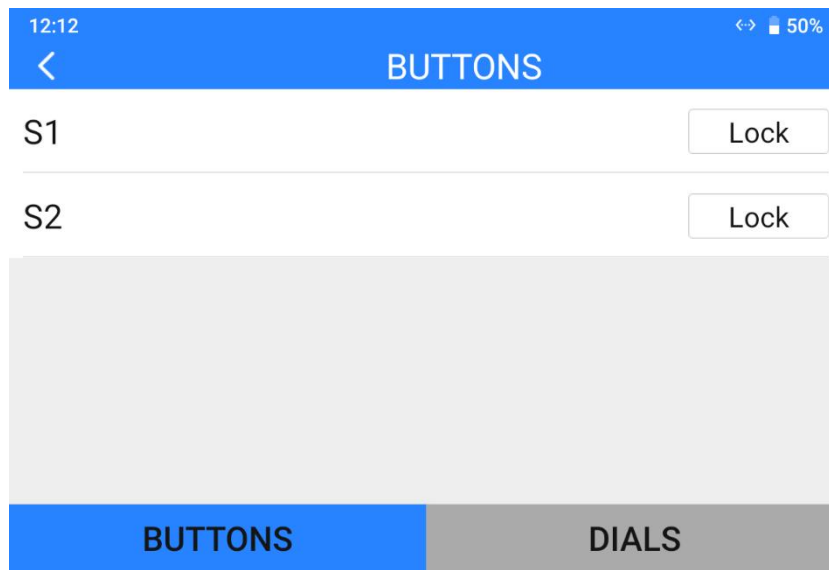 12:12 50%
BUTTONS
S1 Lock
S2 Lock
BUTTONS DIALS